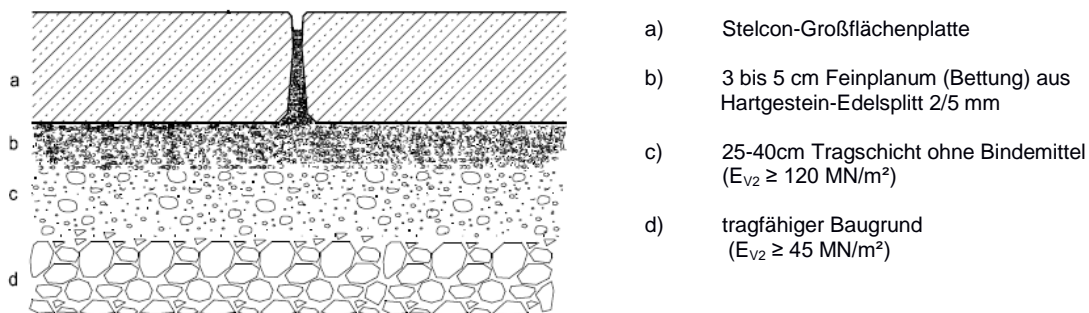 a
b
c
d
a) Stelcon-Großflächenplatte
b) 3 bis 5 cm Feinplanum (Bettung) aus
Hartgestein-Edelsplitt 2/5 mm
c) 25-40cm Tragschicht ohne Bindemittel
(EV2 ≥ 120 MN/m²)
d) tragfähiger Baugrund
(EV2 ≥ 45 MN/m²)